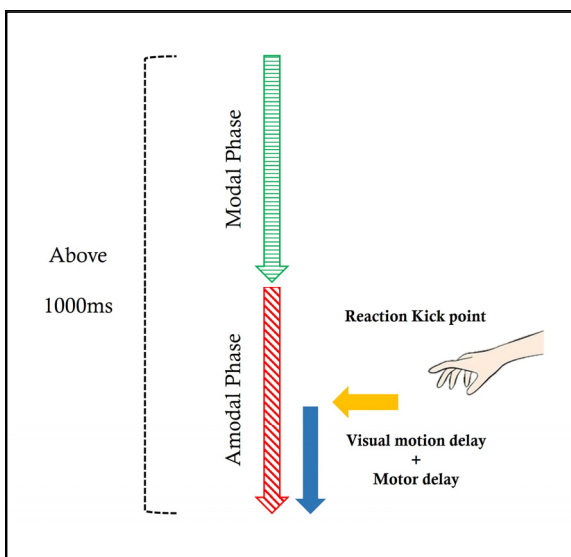 Modal Phase
Above
1000ms
Amodal Phase
Reaction Kick point
Visual motion delay
+
Motor delay